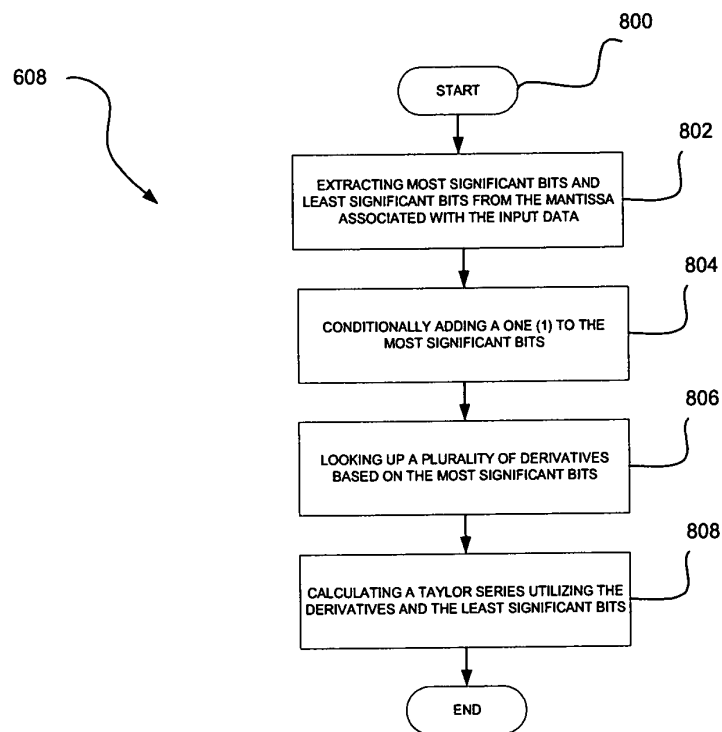 800
608
START
802
EXTRACTING MOST SIGNIFICANT BITS AND
LEAST SIGNIFICANT BITS FROM THE MANTISSA
ASSOCIATED WITH THE INPUT DATA
804
CONDITIONALLY ADDING A ONE (1) TO THE
MOST SIGNIFICANT BITS
806
LOOKING UP A PLURALITY OF DERIVATIVES
BASED ON THE MOST SIGNIFICANT BITS
808
CALCULATING A TAYLOR SERIES UTILIZING THE
DERIVATIVES AND THE LEAST SIGNIFICANT BITS
END